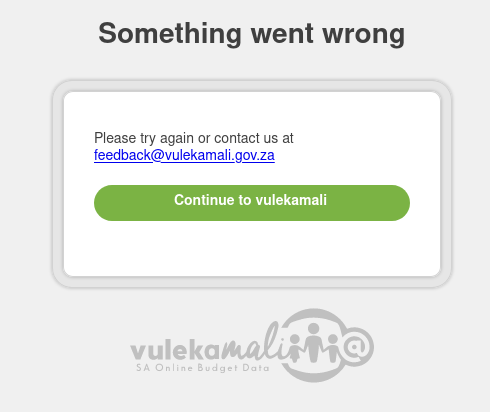 Something went wrong
Please try again or contact us at
feedback@vulekamali.gov.za
Continue to vulekamali
vulekamali
SA Online Budget Data